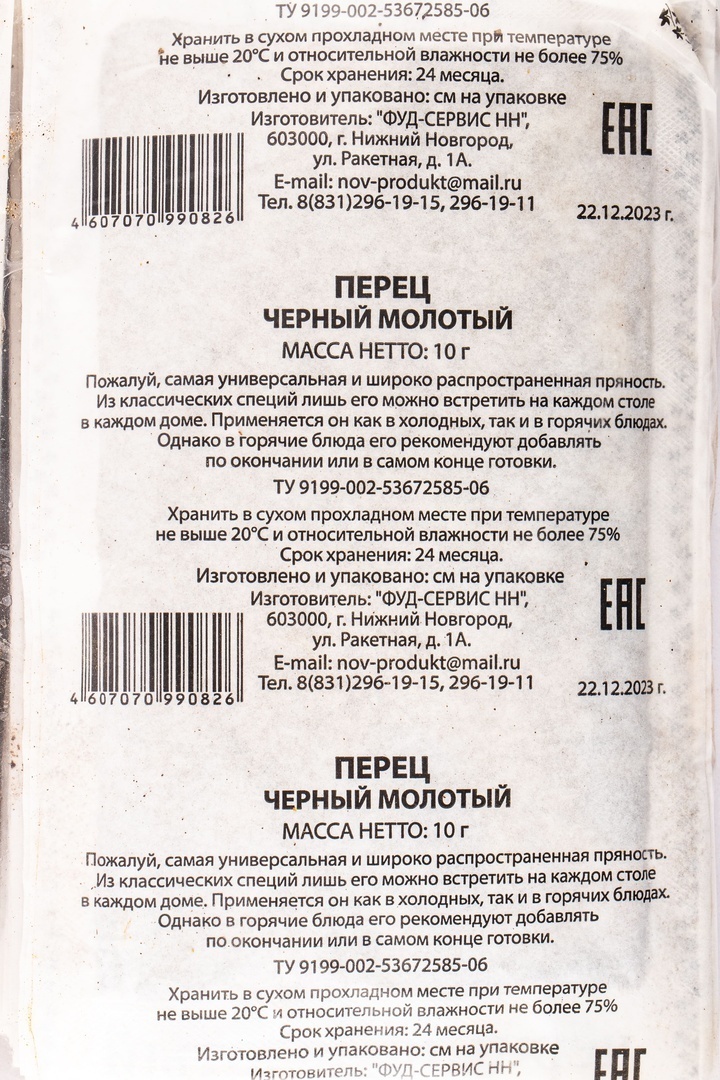 ТУ 9199-002-53672585-06
Хранить в сухом прохладном месте при температуре
не выше 20°С и относительной влажности не более 75%
Срок хранения: 24 месяца.
Изготовлено и упаковано: см на упаковке
Изготовитель: "ФУД-СЕРВИС НН",
603000, г. Нижний Новгород,
ул. Ракетная, д. 1А.
E-mail: nov-produkt@mail.ru
Тел. 8(831)296-19-15, 296-19-11
EAC
22.12.2023 г.
4 607070 990826
ПЕРЕЦ
ЧЕРНЫЙ МОЛОТЫЙ
МАССА НЕТТО: 10 г
Пожалуй, самая универсальная и широко распространенная пряность.
Из классических специй лишь его можно встретить на каждом столе
в каждом доме. Применяется он как в холодных, так и в горячих блюдах.
Однако в горячие блюда его рекомендуют добавлять
по окончании или в самом конце готовки.
ТУ 9199-002-53672585-06
Хранить в сухом прохладном месте при температуре
не выше 20°С и относительной влажности не более 75%
Срок хранения: 24 месяца.
Изготовлено и упаковано: см на упаковке
Изготовитель: "ФУД-СЕРВИС НН",
603000, г. Нижний Новгород,
ул. Ракетная, д. 1А.
E-mail: nov-produkt@mail.ru
Тел. 8(831)296-19-15, 296-19-11
EAC
22.12.2023 г.
4 607070 990826
ПЕРЕЦ
ЧЕРНЫЙ МОЛОТЫЙ
МАССА НЕТТО: 10 г
Пожалуй, самая универсальная и широко распространенная пряность.
Из классических специй лишь его можно встретить на каждом столе
в каждом доме. Применяется он как в холодных, так и в горячих блюдах.
Однако в горячие блюда его рекомендуют добавлять
по окончании или в самом конце готовки.
ТУ 9199-002-53672585-06
Хранить в сухом прохладном месте при температуре
не выше 20°С и относительной влажности не более 75%
Срок хранения: 24 месяца.
Изготовлено и упаковано: см на упаковке
Изготовитель: "ФУД-СЕРВИС НН",
EAC